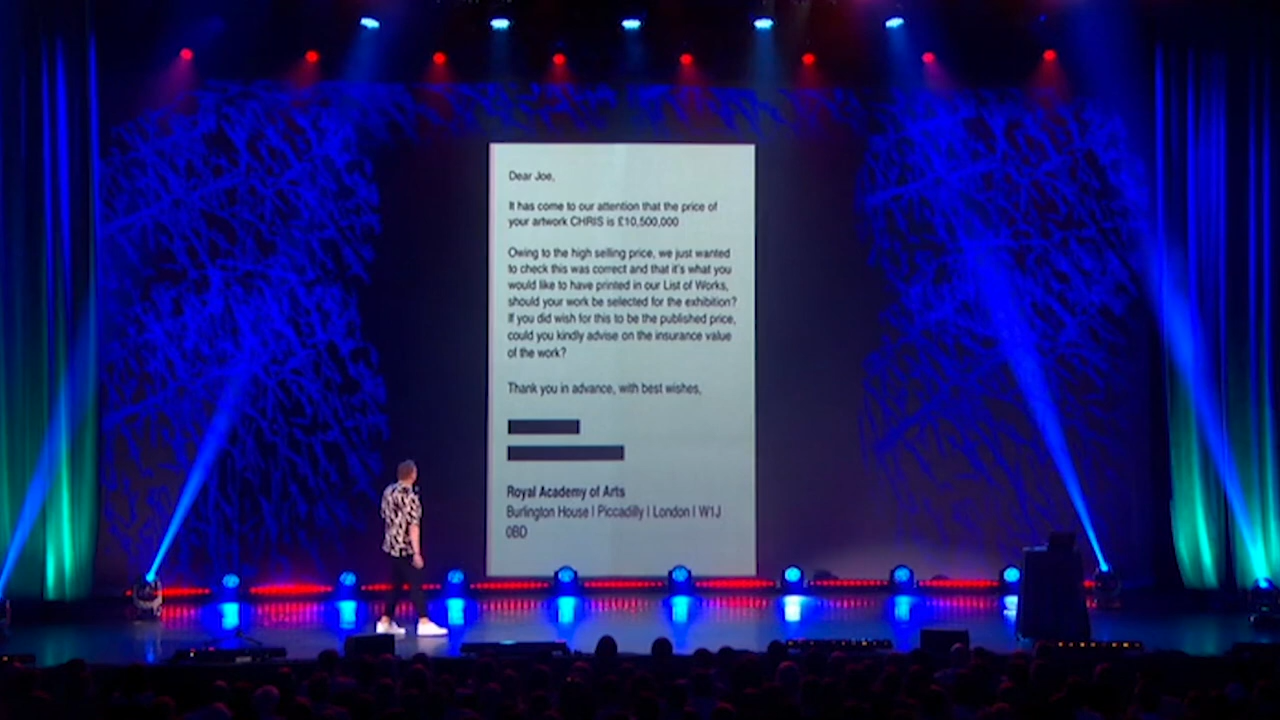 Dear Joe,
It has come to our attention that the price of
your artwork CHRIS is £10,500,000
Owing to the high selling price, we just wanted
to check this was correct and that it's what you
would like to have printed in our List of Works,
should your work be selected for the exhibition?
If you did wish for this to be the published price,
could you kindly advise on the insurance value
of the work?
Thank you in advance, with best wishes,
Royal Academy of Arts
Burlington House | Piccadilly | London | W1J
0BD